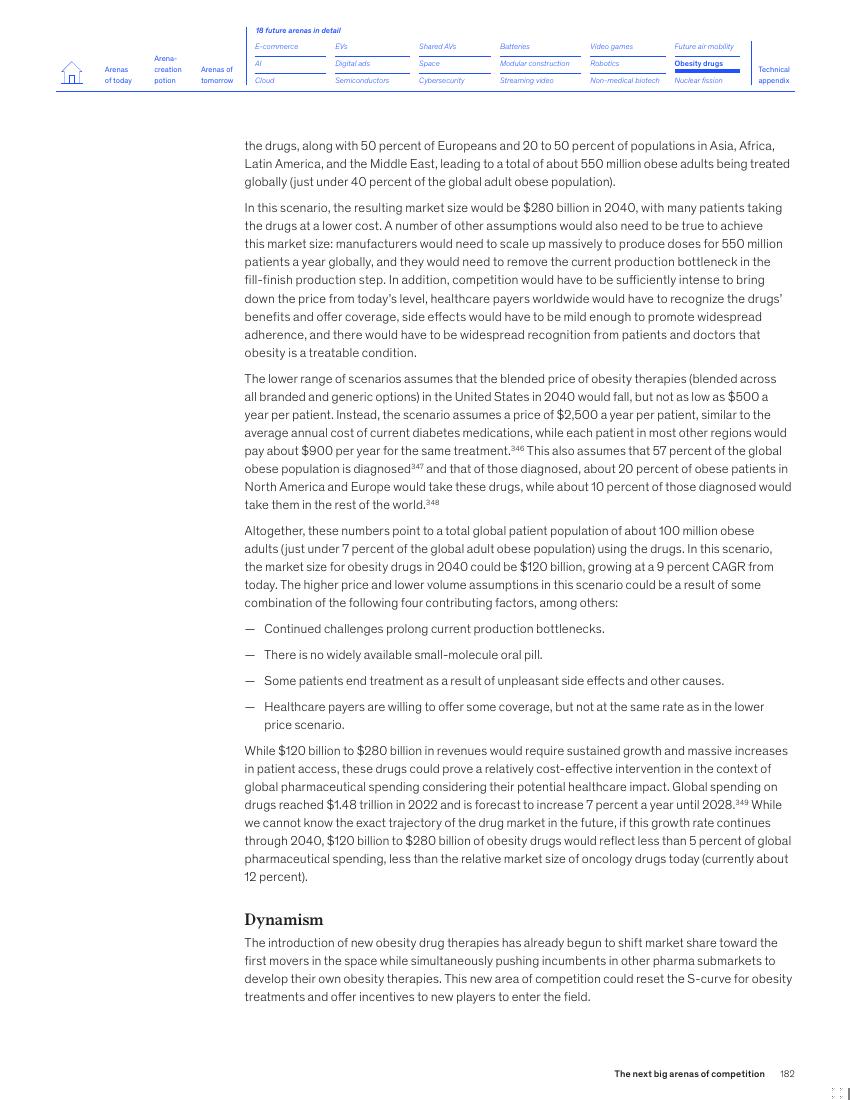 18 future arenas in detail
Arenas of today
Arena-creation potion
Arenas of tomorrow
E-commerce
AI
Cloud
EVs
Digital ads
Semiconductors
Shared AVs
Space
Cybersecurity
Batteries
Modular construction
Streaming video
Video games
Robotics
Non-medical biotech
Future air mobility
Obesity drugs
Nuclear fission
Technical appendix
the drugs, along with 50 percent of Europeans and 20 to 50 percent of populations in Asia, Africa,
Latin America, and the Middle East, leading to a total of about 550 million obese adults being treated
globally (just under 40 percent of the global adult obese population).
In this scenario, the resulting market size would be $280 billion in 2040, with many patients taking
the drugs at a lower cost. A number of other assumptions would also need to be true to achieve
this market size: manufacturers would need to scale up massively to produce doses for 550 million
patients a year globally, and they would need to remove the current production bottleneck in the
fill-finish production step. In addition, competition would have to be sufficiently intense to bring
down the price from today's level, healthcare payers worldwide would have to recognize the drugs'
benefits and offer coverage, side effects would have to be mild enough to promote widespread
adherence, and there would have to be widespread recognition from patients and doctors that
obesity is a treatable condition.
The lower range of scenarios assumes that the blended price of obesity therapies (blended across
all branded and generic options) in the United States in 2040 would fall, but not as low as $500 a
year per patient. Instead, the scenario assumes a price of $2,500 a year per patient, similar to the
average annual cost of current diabetes medications, while each patient in most other regions would
pay about $900 per year for the same treatment.346 This also assumes that 57 percent of the global
obese population is diagnosed347 and that of those diagnosed, about 20 percent of obese patients in
North America and Europe would take these drugs, while about 10 percent of those diagnosed would
take them in the rest of the world.348
Altogether, these numbers point to a total global patient population of about 100 million obese
adults (just under 7 percent of the global adult obese population) using the drugs. In this scenario,
the market size for obesity drugs in 2040 could be $120 billion, growing at a 9 percent CAGR from
today. The higher price and lower volume assumptions in this scenario could be a result of some
combination of the following four contributing factors, among others:
— Continued challenges prolong current production bottlenecks.
— There is no widely available small-molecule oral pill.
— Some patients end treatment as a result of unpleasant side effects and other causes.
— Healthcare payers are willing to offer some coverage, but not at the same rate as in the lower
price scenario.
While $120 billion to $280 billion in revenues would require sustained growth and massive increases
in patient access, these drugs could prove a relatively cost-effective intervention in the context of
global pharmaceutical spending considering their potential healthcare impact. Global spending on
drugs reached $1.48 trillion in 2022 and is forecast to increase 7 percent a year until 2028.349 While
we cannot know the exact trajectory of the drug market in the future, if this growth rate continues
through 2040, $120 billion to $280 billion of obesity drugs would reflect less than 5 percent of global
pharmaceutical spending, less than the relative market size of oncology drugs today (currently about
12 percent).
Dynamism
The introduction of new obesity drug therapies has already begun to shift market share toward the
first movers in the space while simultaneously pushing incumbents in other pharma submarkets to
develop their own obesity therapies. This new area of competition could reset the S-curve for obesity
treatments and offer incentives to new players to enter the field.
The next big arenas of competition 182